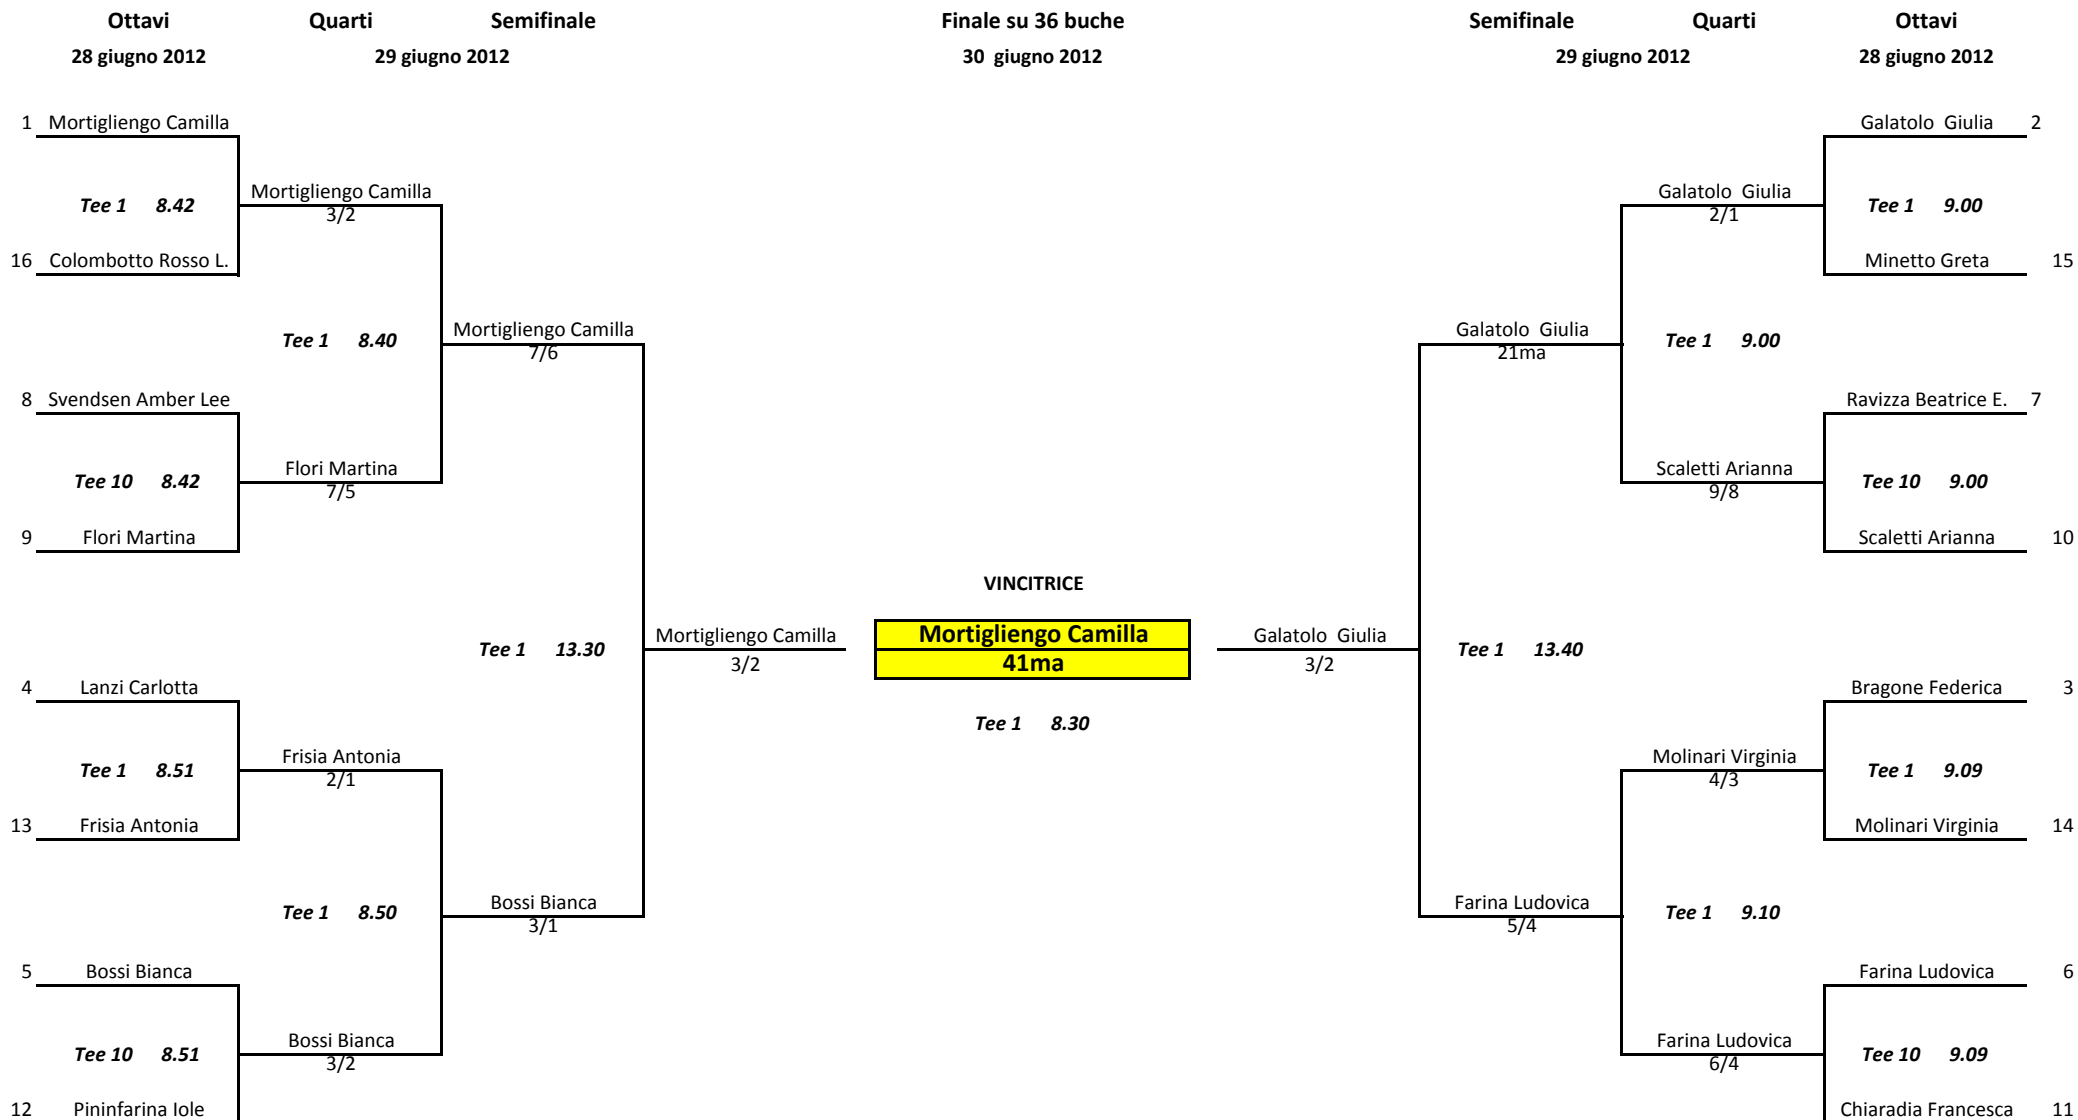 Ottavi Quarti Semifinale Finale su 36 buche Semifinale Quarti Ottavi
28 giugno 2012 29 giugno 2012 30 giugno 2012 29 giugno 2012 28 giugno 2012
1 Mortigliengo Camilla Galatolo Giulia 2
Mortigliengo Camilla Galatolo Giulia
Tee 1 8.42 3/2 2/1 Tee 1 9.00
16 Colombotto Rosso L. Minetto Greta 15
Mortigliengo Camilla Galatolo Giulia
Tee 1 8.40 7/6 21ma Tee 1 9.00
8 Svendsen Amber Lee Ravizza Beatrice E. 7
Flori Martina Scaletti Arianna
Tee 10 8.42 7/5 9/8 Tee 10 9.00
9 Flori Martina Scaletti Arianna 10
VINCITRICE
Mortigliengo Camilla Mortigliengo Camilla Galatolo Giulia
Tee 1 13.30 3/2 41ma 3/2 Tee 1 13.40
4 Lanzi Carlotta Bragone Federica 3
Tee 1 8.30
Frisia Antonia Molinari Virginia
Tee 1 8.51 2/1 4/3 Tee 1 9.09
13 Frisia Antonia Molinari Virginia 14
Bossi Bianca Farina Ludovica
Tee 1 8.50 3/1 5/4 Tee 1 9.10
5 Bossi Bianca Farina Ludovica 6
Bossi Bianca Farina Ludovica
Tee 10 8.51 3/2 6/4 Tee 10 9.09
12 Pininfarina Iole Chiaradia Francesca 11